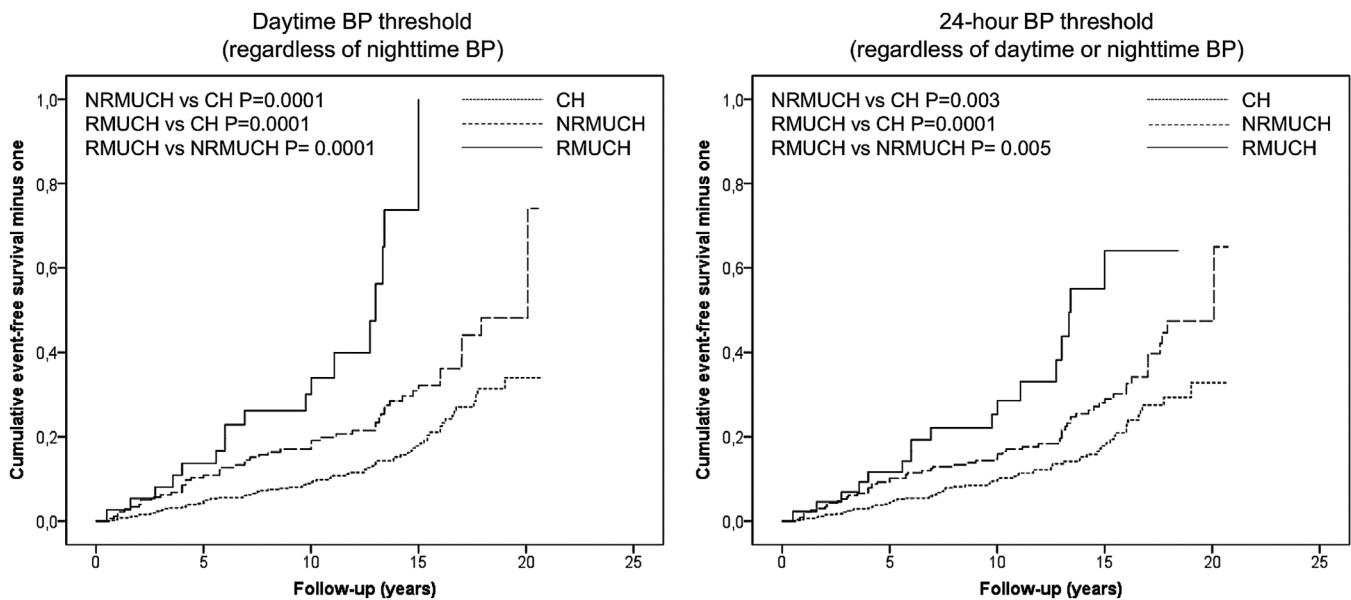 Daytime BP threshold
(regardless of nighttime BP)
NRMUCH vs CH P=0.0001
RMUCH vs CH P=0.0001
RMUCH vs NRMUCH P= 0.0001
CH
NRMUCH
RMUCH
Cumulative event-free survival minus one
1,0
0,8
0,6
0,4
0,2
0,0
0
5
10
15
20
25
Follow-up (years)
24-hour BP threshold
(regardless of daytime or nighttime BP)
NRMUCH vs CH P=0.003
RMUCH vs CH P=0.0001
RMUCH vs NRMUCH P= 0.005
CH
NRMUCH
RMUCH
Cumulative event-free survival minus one
1,0
0,8
0,6
0,4
0,2
0,0
0
5
10
15
20
25
Follow-up (years)